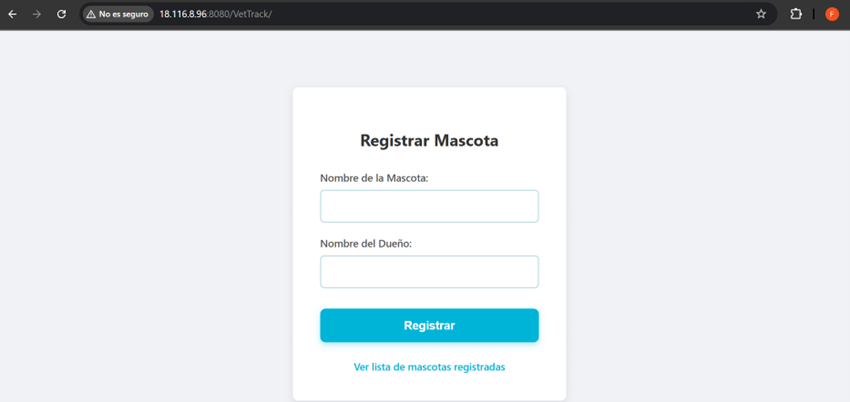 No es seguro 18.116.8.96:8080/VetTrack/
F
Registrar Mascota
Nombre de la Mascota:
Nombre del Dueño:
Registrar
Ver lista de mascotas registradas